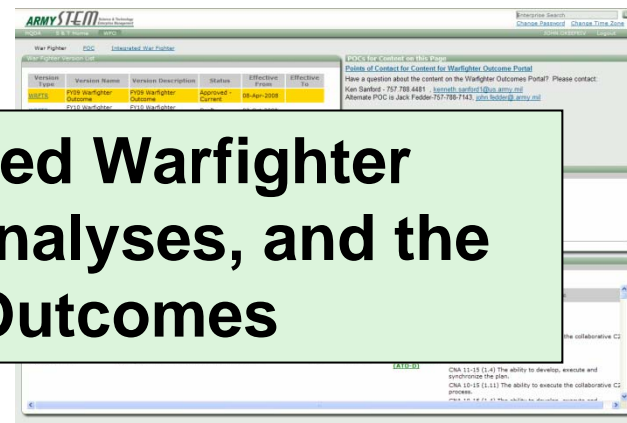 ARMY STEM Science & Technology
Enterprise Management
Enterprise Search
Change Password Change Time Zone
HQDA S & T Home WFO
Logout
War Fighter POC Integrated War Fighter
War Fighter Version List
Version Type Version Name Version Description Status Effective From Effective To
WAFTR FY09 Warfighter Outcome FY09 Warfighter Outcome Approved - Current 08-Apr-2008
FY10 Warfighter FY10 Warfighter
POCs for Content on this Page
Points of Contact for Content for Warfighter Outcome Portal
Have a question about the content on the Warfighter Outcomes Portal? Please contact:
Ken Sanford - 757.788.4481 , kenneth.sanford1@us.army.mil
Alternate POC is Jack Fedder-757-788-7143, john.fedder@.army.mil
ed Warfighter
nalyses, and the
Outcomes
the collaborative C2
[ATO-D]
CNA 11-15 (1.4) The ability to develop, execute and
synchronize the plan.
CNA 10-15 (1.11) The ability to execute the collaborative C2
process.